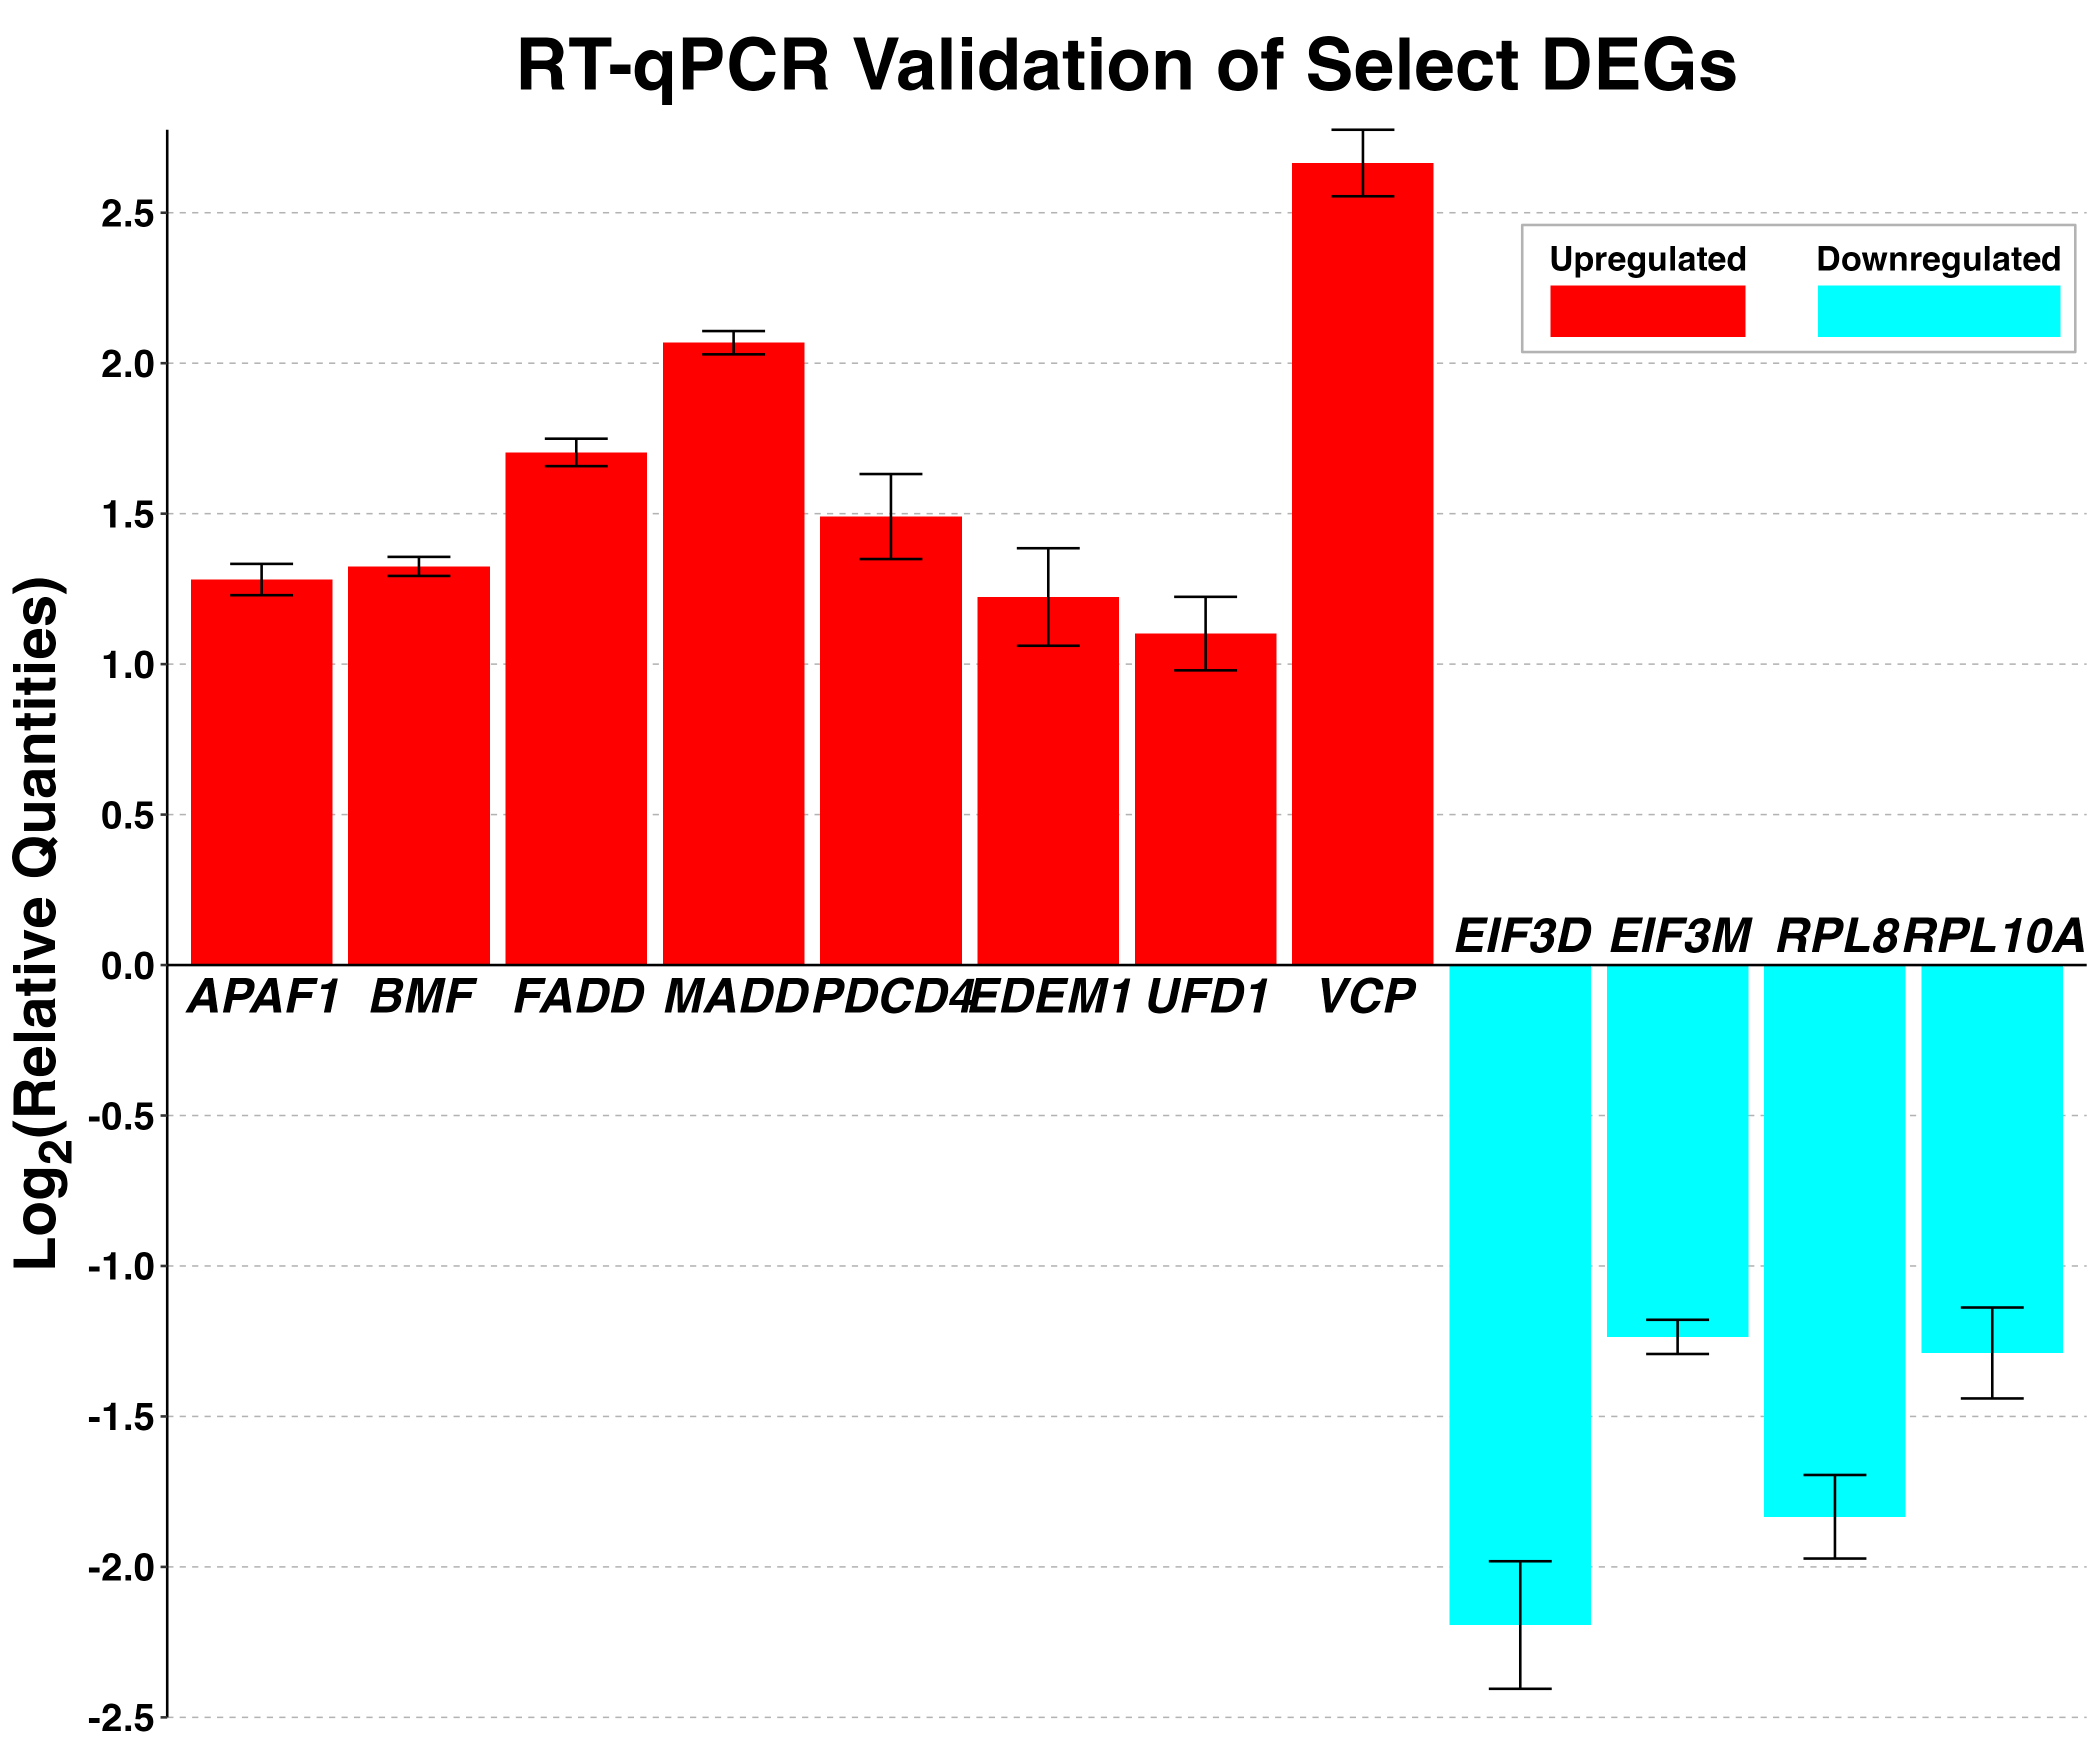 RT-qPCR Validation of Select DEGs
Log2(Relative Quantities)
2.5
2.0
1.5
1.0
0.5
0.0
-0.5
-1.0
-1.5
-2.0
-2.5
Upregulated Downregulated
EIF3D EIF3M RPL8 RPL10A
APAF1 BMF FADD MADD PDCD4 EDEM1 UFD1 VCP